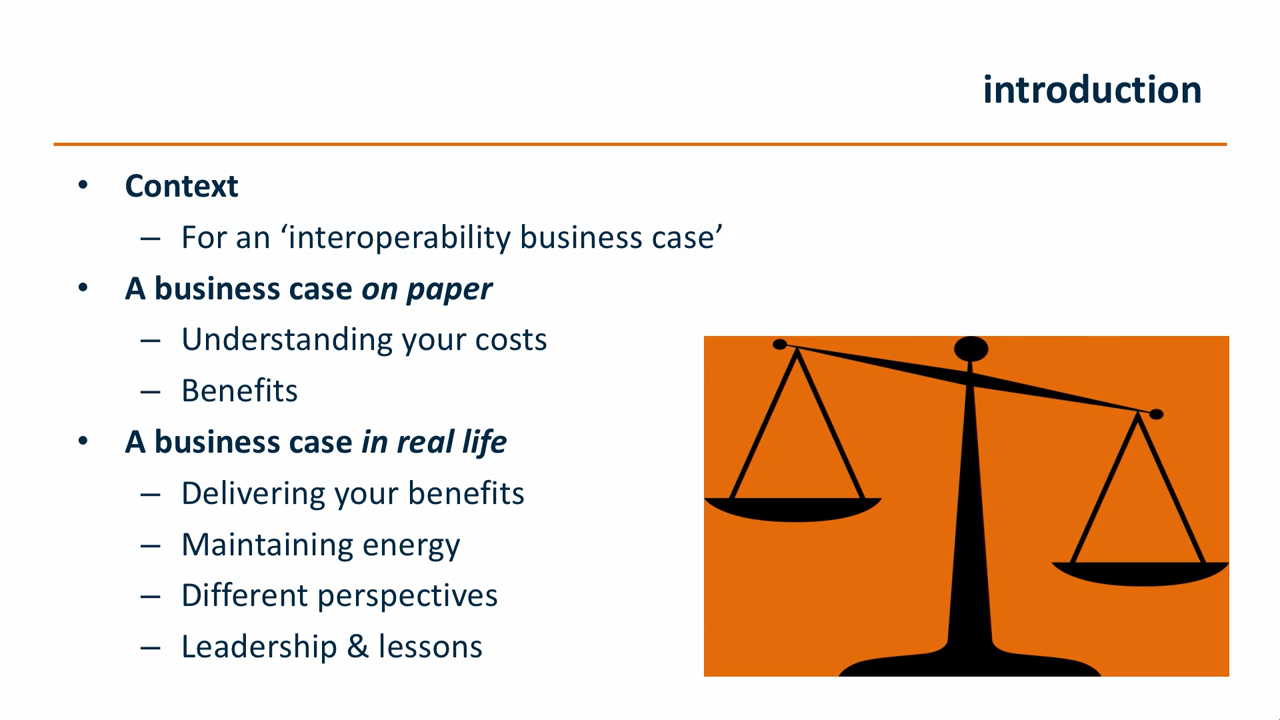 introduction
• Context
– For an ‘interoperability business case’
• A business case on paper
– Understanding your costs
– Benefits
• A business case in real life
– Delivering your benefits
– Maintaining energy
– Different perspectives
– Leadership & lessons